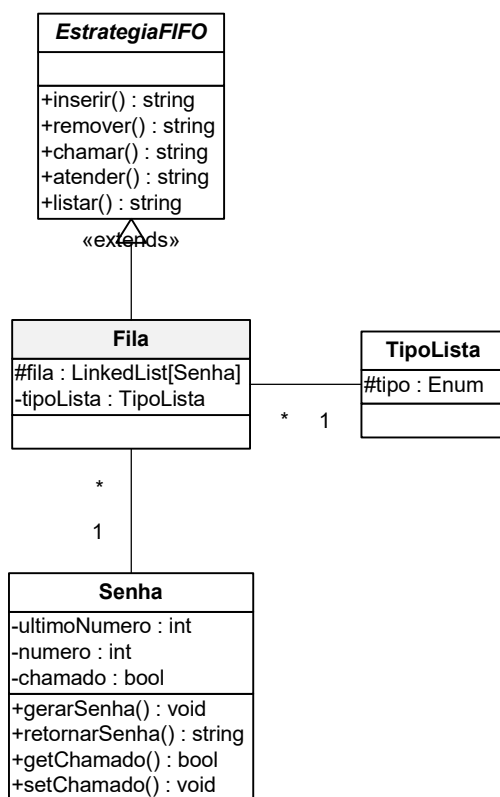 EstrategiaFIFO
+inserir() : string
+remover() : string
+chamar() : string
+atender() : string
+listar() : string
«extends»
Fila
#fila : LinkedList[Senha]
-tipoLista : TipoLista
TipoLista
#tipo : Enum
* 1
*
1
Senha
-ultimoNumero : int
-numero : int
-chamado : bool
+gerarSenha() : void
+retornarSenha() : string
+getChamado() : bool
+setChamado() : void